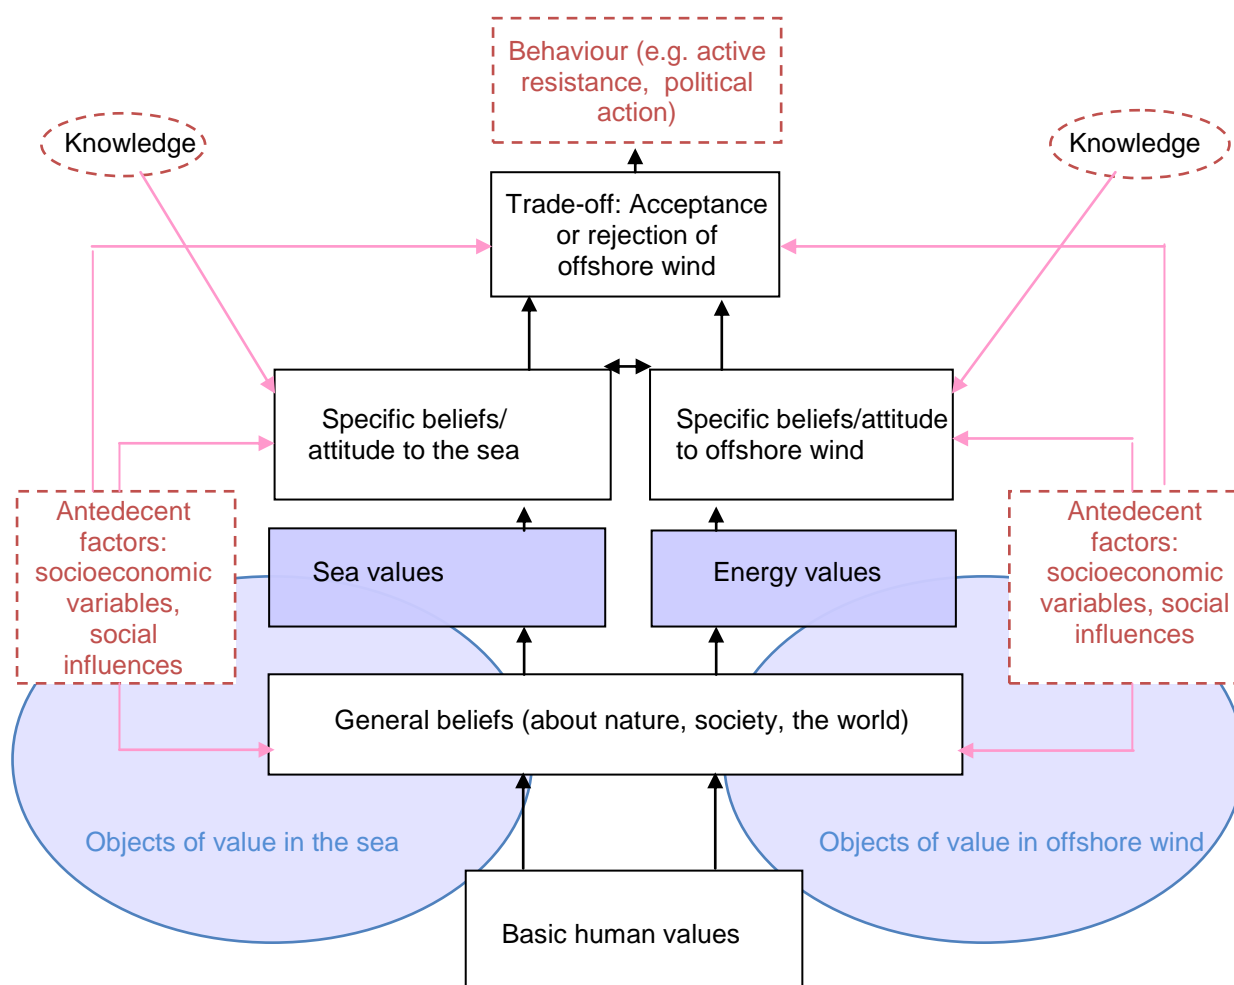 Behaviour (e.g. active
resistance, political
action)
Knowledge
Knowledge
Trade-off: Acceptance
or rejection of
offshore wind
Specific beliefs/
attitude to the sea
Specific beliefs/attitude
to offshore wind
Antedecent
factors:
socioeconomic
variables,
social
influences
Antedecent
factors:
socioeconomic
variables, social
influences
Sea values
Energy values
General beliefs (about nature, society, the world)
Objects of value in the sea
Objects of value in offshore wind
Basic human values